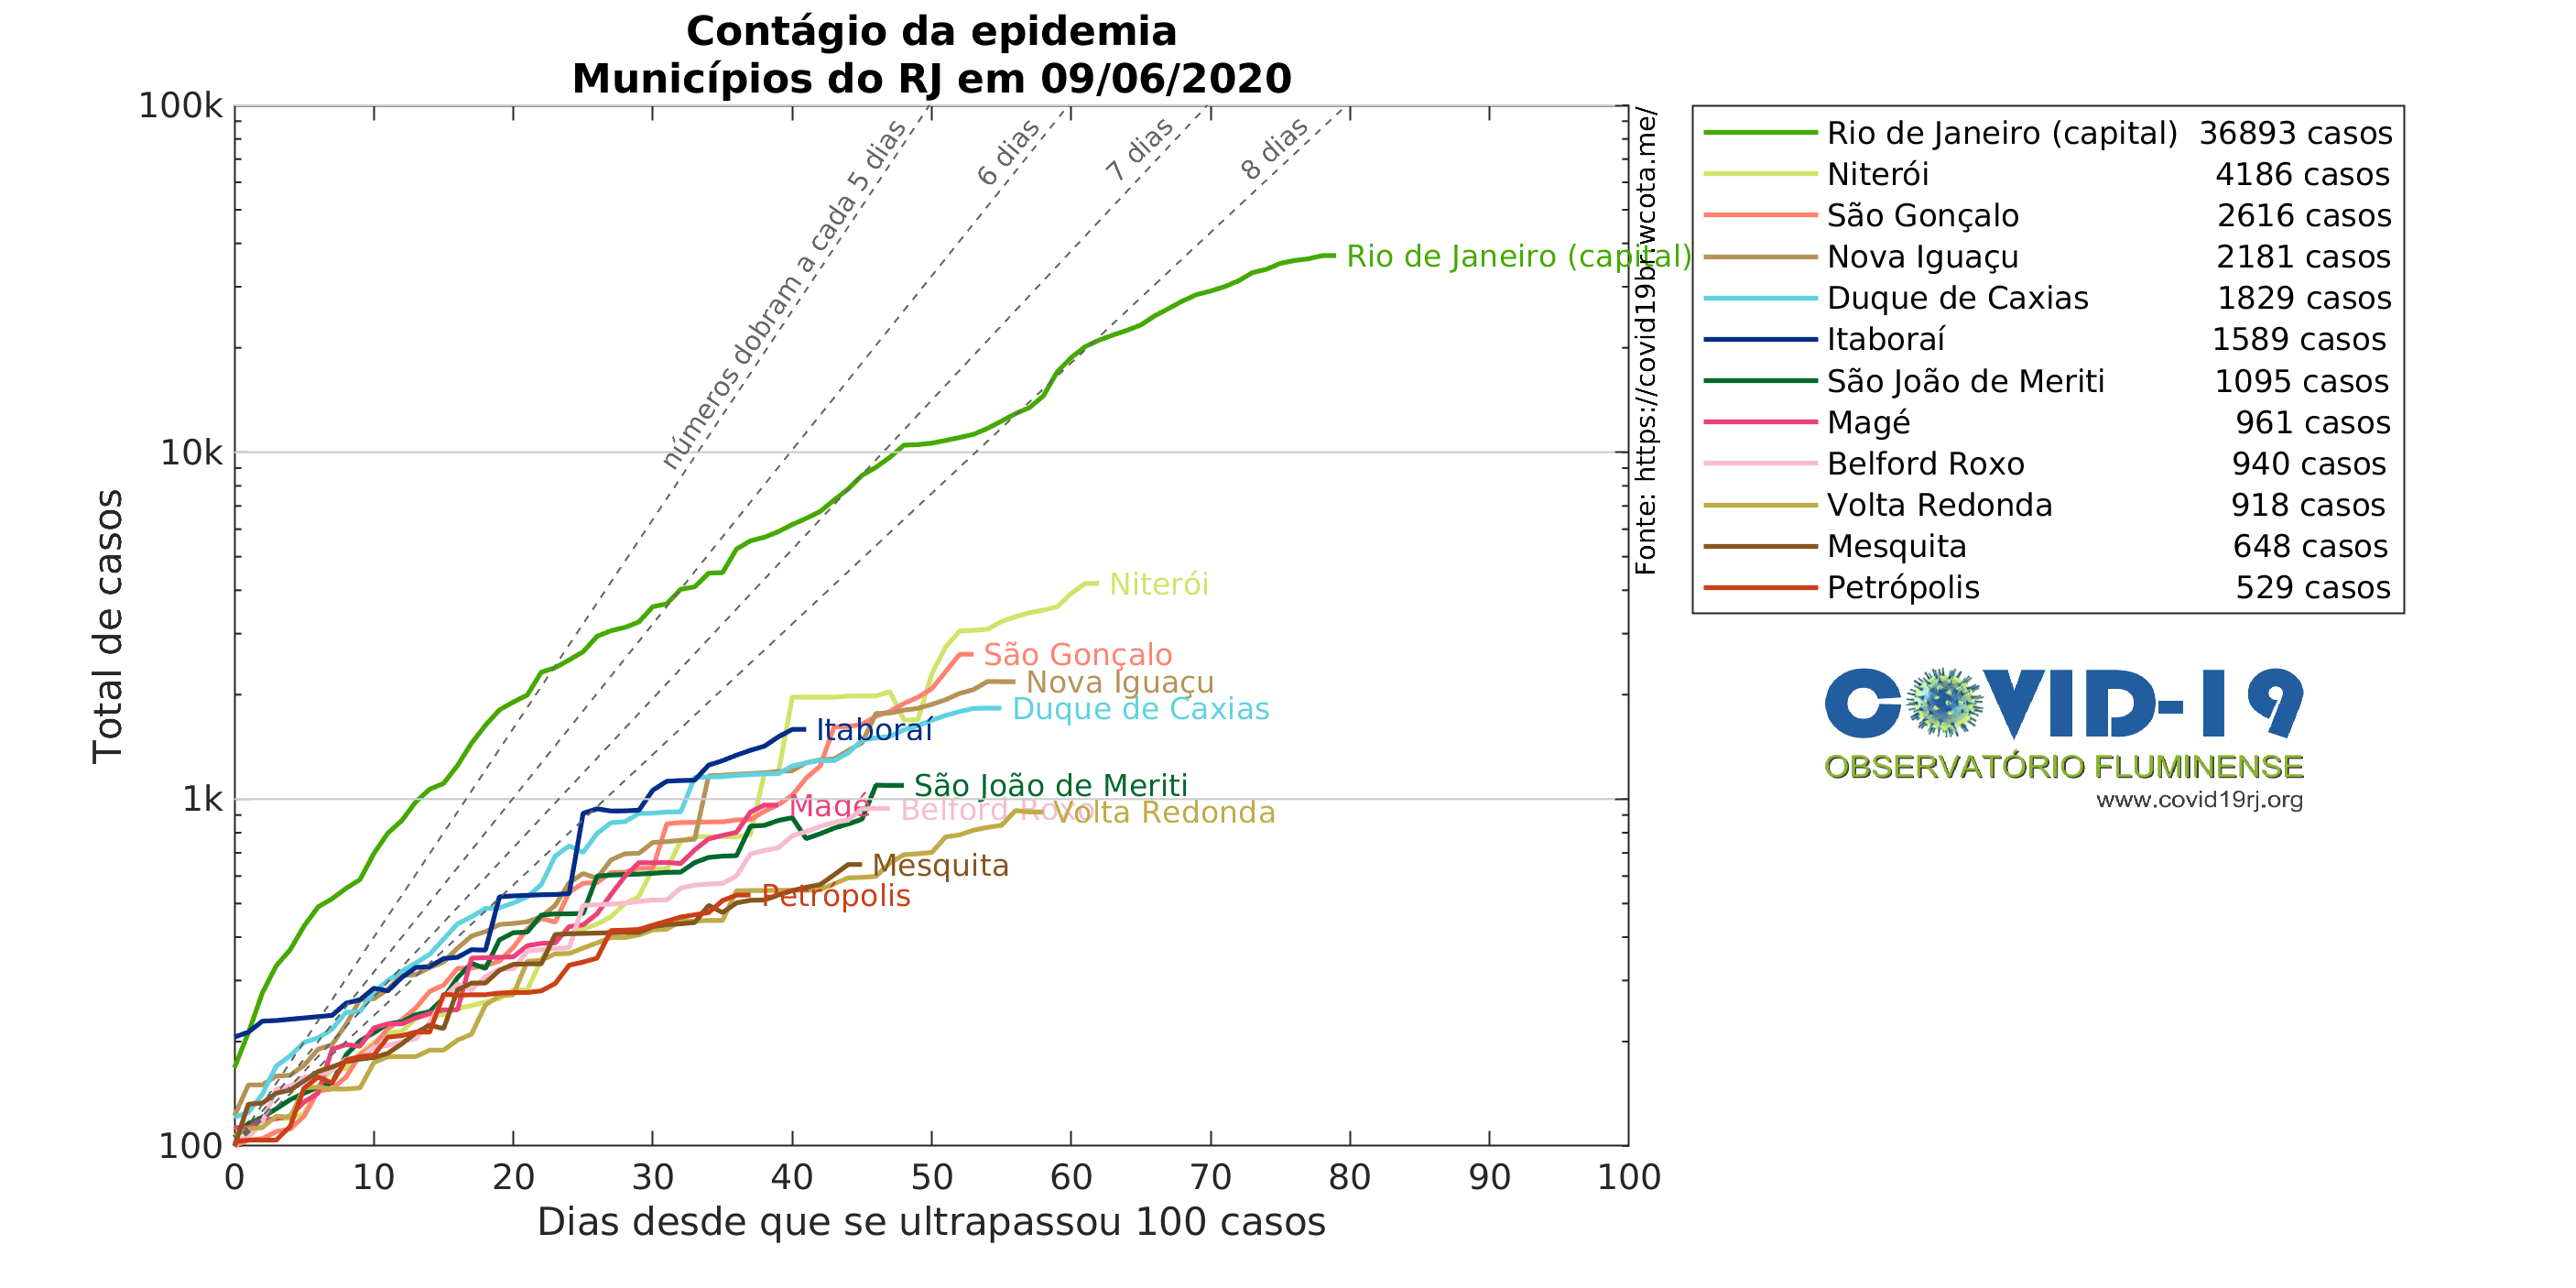 Contágio da epidemia
Municípios do RJ em 09/06/2020
100k
10k
1k
100
Total de casos
0 10 20 30 40 50 60 70 80 90 100
Dias desde que se ultrapassou 100 casos
números dobram a cada 5 dias
6 dias
7 dias
8 dias
Rio de Janeiro (capital)
Niterói
São Gonçalo
Nova Iguaçu
Duque de Caxias
Itaboraí
São João de Meriti
Magé
Belford Roxo
Volta Redonda
Mesquita
Petrópolis
Fonte: https://covid19br.wcota.me/
Rio de Janeiro (capital) 36893 casos
Niterói 4186 casos
São Gonçalo 2616 casos
Nova Iguaçu 2181 casos
Duque de Caxias 1829 casos
Itaboraí 1589 casos
São João de Meriti 1095 casos
Magé 961 casos
Belford Roxo 940 casos
Volta Redonda 918 casos
Mesquita 648 casos
Petrópolis 529 casos
COVID-19
OBSERVATÓRIO FLUMINENSE
www.covid19rj.org